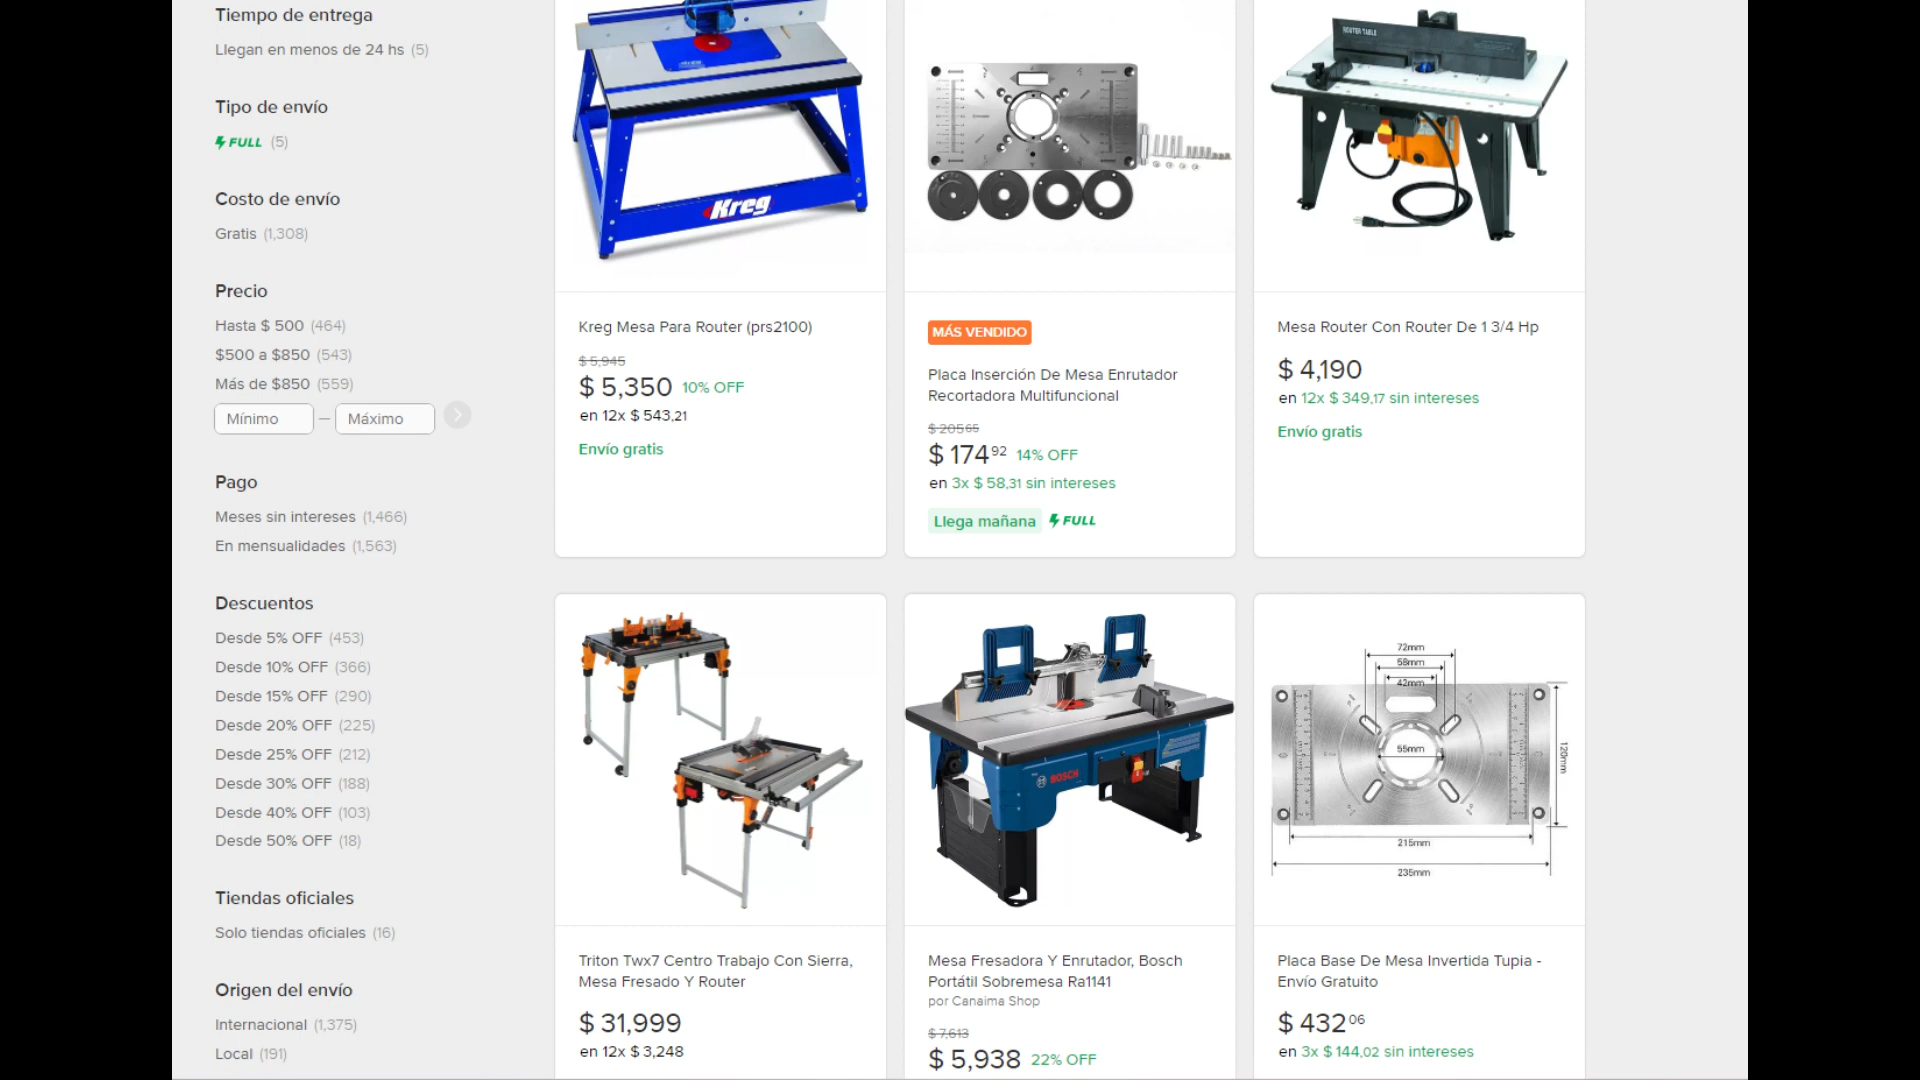 Tiempo de entrega
Llegan en menos de 24 hs (5)
Tipo de envío
FULL (5)
Costo de envío
Gratis (1,308)
Precio
Hasta $ 500 (464)
$500 a $850 (543)
Más de $850 (559)
Mínimo – Máximo
Pago
Meses sin intereses (1,466)
En mensualidades (1,563)
Descuentos
Desde 5% OFF (453)
Desde 10% OFF (366)
Desde 15% OFF (290)
Desde 20% OFF (225)
Desde 25% OFF (212)
Desde 30% OFF (188)
Desde 40% OFF (103)
Desde 50% OFF (18)
Tiendas oficiales
Solo tiendas oficiales (16)
Origen del envío
Internacional (1,375)
Local (191)
Kreg
Kreg Mesa Para Router (prs2100)
$ 5,945
$ 5,350 10% OFF
en 12x $ 543,21
Envío gratis
MÁS VENDIDO
Placa Inserción De Mesa Enrutador
Recortadora Multifuncional
$ 205 65
$ 174 92 14% OFF
en 3x $ 58,31 sin intereses
Llega mañana FULL
ROUTER TABLE
Mesa Router Con Router De 1 3/4 Hp
$ 4,190
en 12x $ 349,17 sin intereses
Envío gratis
Triton Twx7 Centro Trabajo Con Sierra,
Mesa Fresado Y Router
$ 31,999
en 12x $ 3,248
BOSCH
Mesa Fresadora Y Enrutador, Bosch
Portátil Sobremesa Ra1141
por Canaima Shop
$ 7,613
$ 5,938 22% OFF
72mm
58mm
42mm
55mm
120mm
215mm
235mm
Placa Base De Mesa Invertida Tupia -
Envío Gratuito
$ 432 06
en 3x $ 144,02 sin intereses